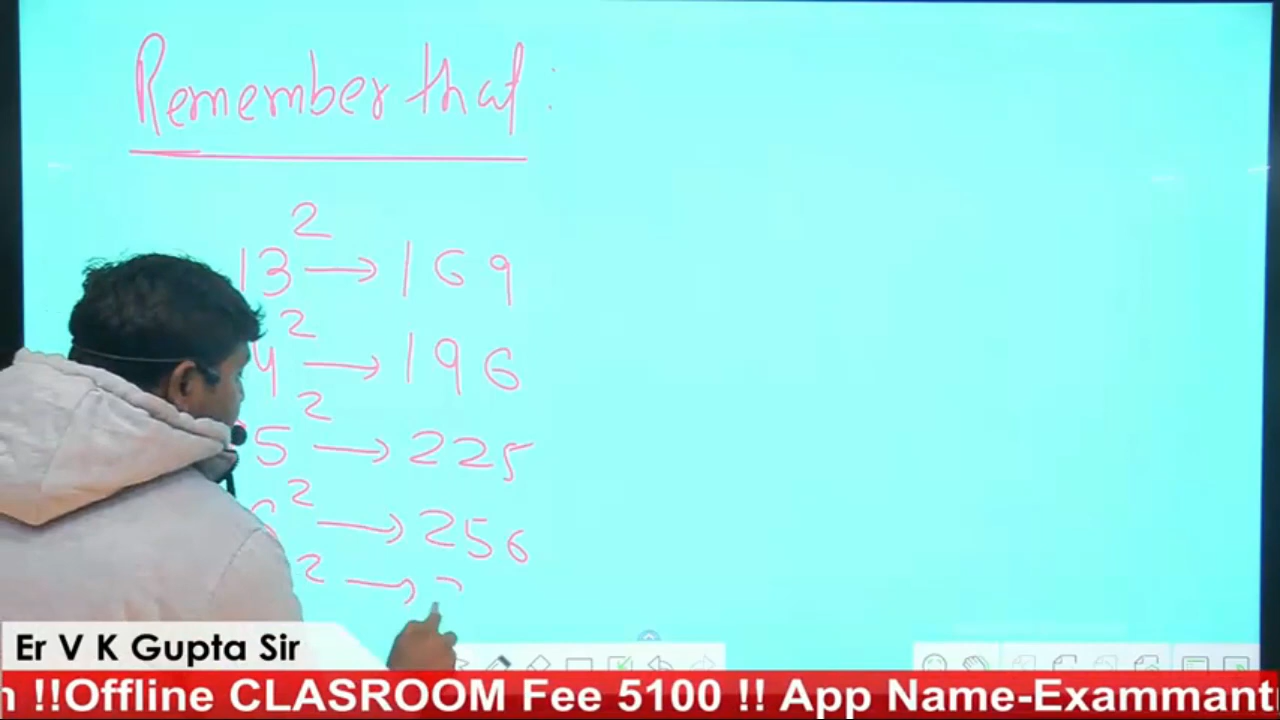 Remember that :
13² → 169
4² → 196
5² → 225
6² → 256
² →
Er V K Gupta Sir
!!Offline CLASROOM Fee 5100 !! App Name-Exammant